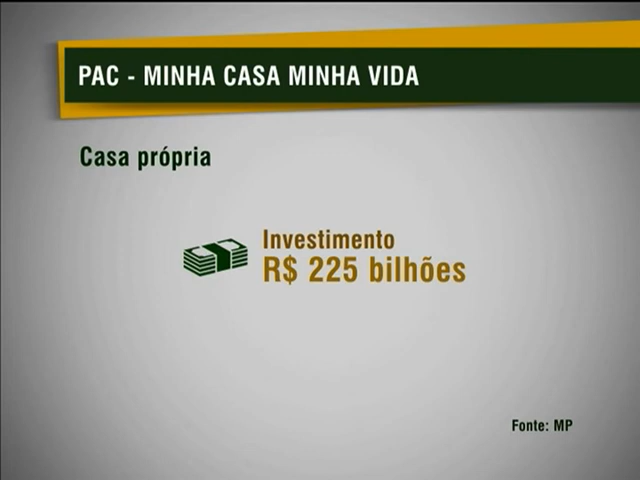 PAC - MINHA CASA MINHA VIDA
Casa própria
Investimento
R$ 225 bilhões
Fonte: MP